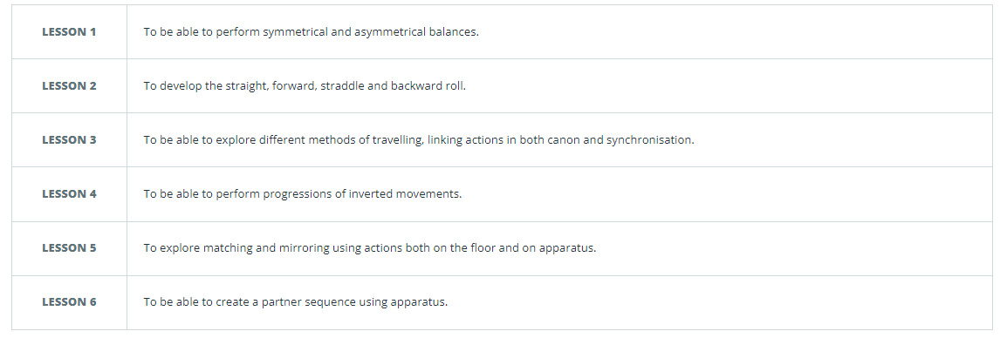 LESSON 1 To be able to perform symmetrical and asymmetrical balances.
LESSON 2 To develop the straight, forward, straddle and backward roll.
LESSON 3 To be able to explore different methods of travelling, linking actions in both canon and synchronisation.
LESSON 4 To be able to perform progressions of inverted movements.
LESSON 5 To explore matching and mirroring using actions both on the floor and on apparatus.
LESSON 6 To be able to create a partner sequence using apparatus.